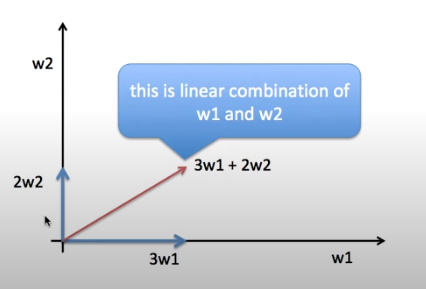 w2
this is linear combination of
w1 and w2
3w1 + 2w2
2w2
3w1
w1